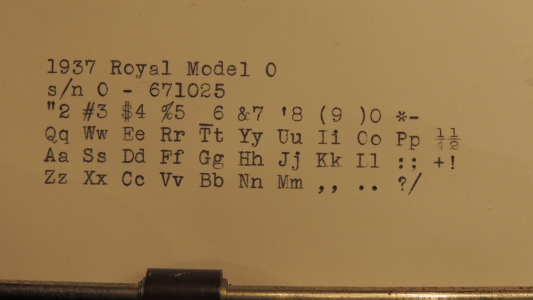 1937 Royal Model O
s/n O - 671025
"2 #3 $4 %5 _6 &7 '8 (9 )0 *-
Qq Ww Ee Rr Tt Yy Uu Ii Oo Pp ¼½
Aa Ss Dd Ff Gg Hh Jj Kk Ll :; +!
Zz Xx Cc Vv Bb Nn Mm ,, .. ?/